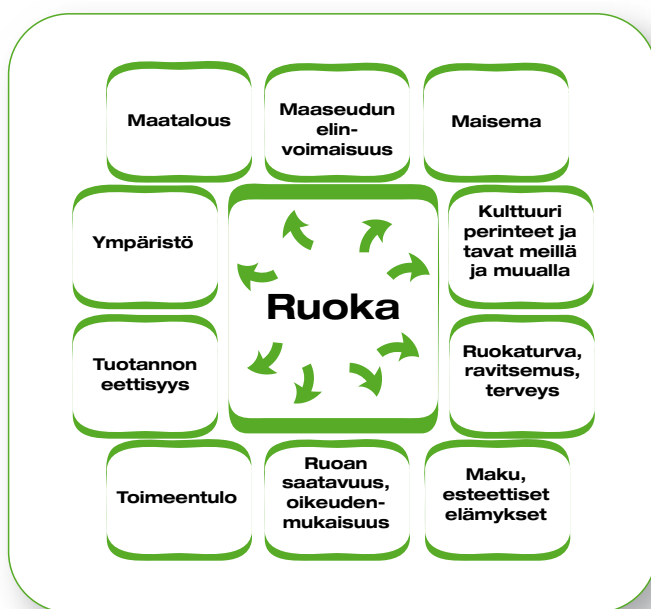 Maatalous
Maaseudun
elin-
voimaisuus
Maisema
Ympäristö
Kulttuuri
perinteet ja
tavat meillä
ja muualla
Ruoka
Tuotannon
eettisyys
Ruokaturva,
ravitsemus,
terveys
Toimeentulo
Ruoan
saatavuus,
oikeuden-
mukaisuus
Maku,
esteettiset
elämykset